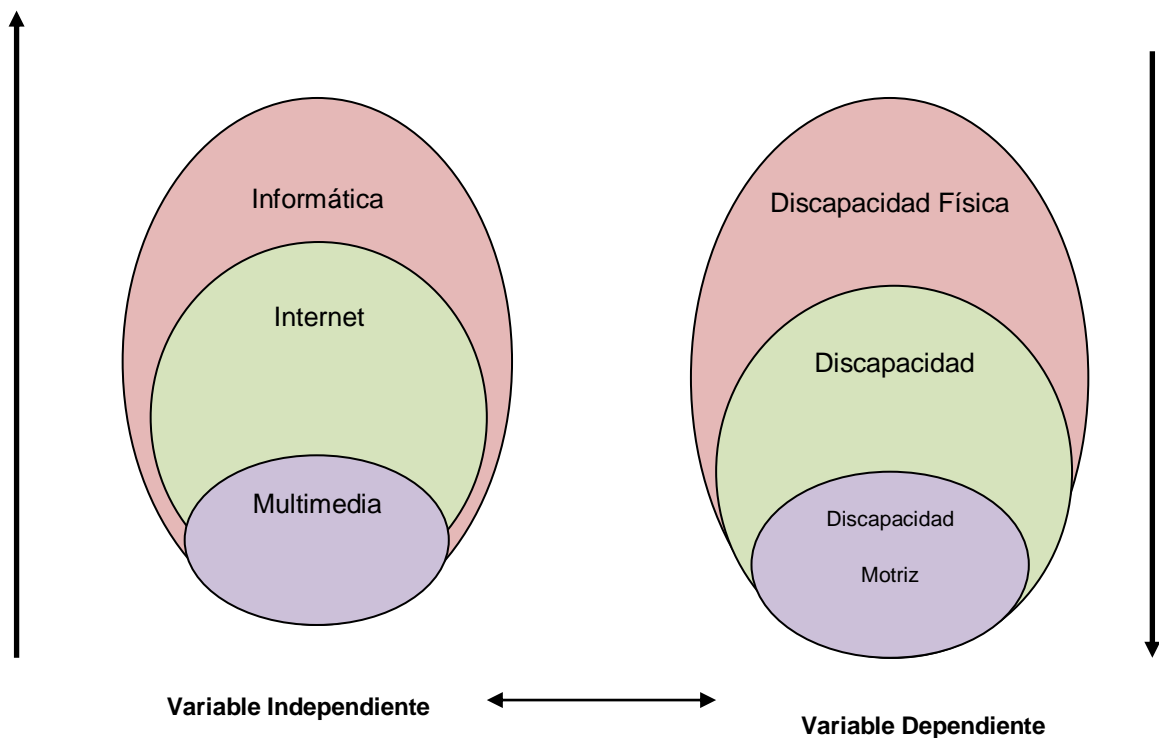 Informática
Internet
Multimedia
Discapacidad Física
Discapacidad
Discapacidad
Motriz
Variable Independiente
Variable Dependiente